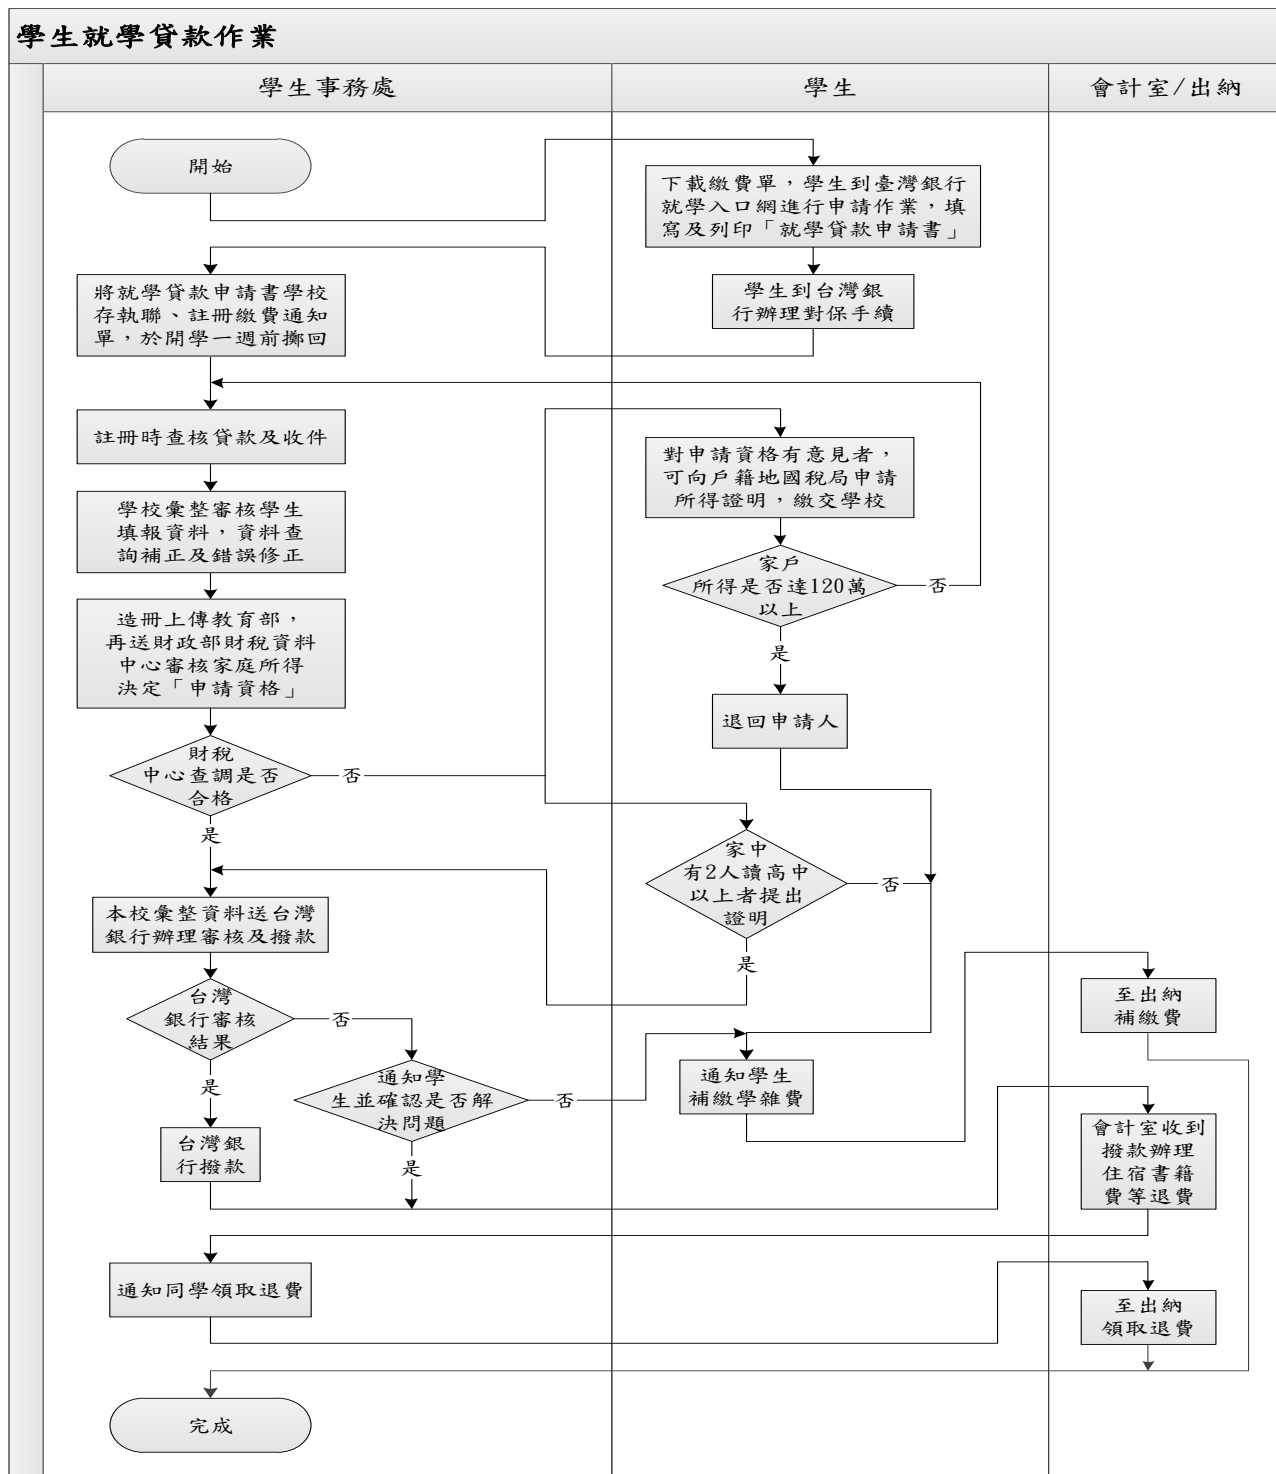 學生就學貸款作業
學生事務處
學生
會計室/出納
開始
下載繳費單，學生到臺灣銀行
就學入口網進行申請作業，填
寫及列印「就學貸款申請書」
學生到台灣銀
行辦理對保手續
將就學貸款申請書學校
存執聯、註冊繳費通知
單，於開學一週前擲回
註冊時查核貸款及收件
學校彙整審核學生
填報資料，資料查
詢補正及錯誤修正
造冊上傳教育部，
再送財政部財稅資料
中心審核家庭所得
決定「申請資格」
財稅
中心查調是否
合格
否
是
對申請資格有意見者，
可向戶籍地國稅局申請
所得證明，繳交學校
家戶
所得是否達120萬
以上
否
是
退回申請人
家中
有2人讀高中
以上者提出
證明
否
是
本校彙整資料送台灣
銀行辦理審核及撥款
台灣
銀行審核
結果
否
是
通知學
生並確認是否解
決問題
否
是
通知學生
補繳學雜費
至出納
補繳費
台灣銀
行撥款
會計室收到
撥款辦理
住宿書籍
費等退費
通知同學領取退費
至出納
領取退費
完成